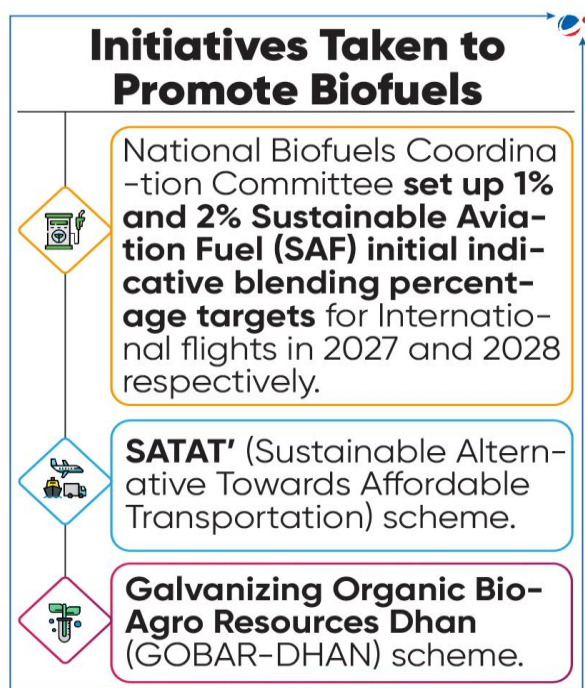 Initiatives Taken to
Promote Biofuels
National Biofuels Coordina
-tion Committee set up 1%
and 2% Sustainable Avia-
tion Fuel (SAF) initial indi-
cative blending percent-
age targets for Internatio-
nal flights in 2027 and 2028
respectively.
SATAT’ (Sustainable Altern-
ative Towards Affordable
Transportation) scheme.
Galvanizing Organic Bio-
Agro Resources Dhan
(GOBAR-DHAN) scheme.